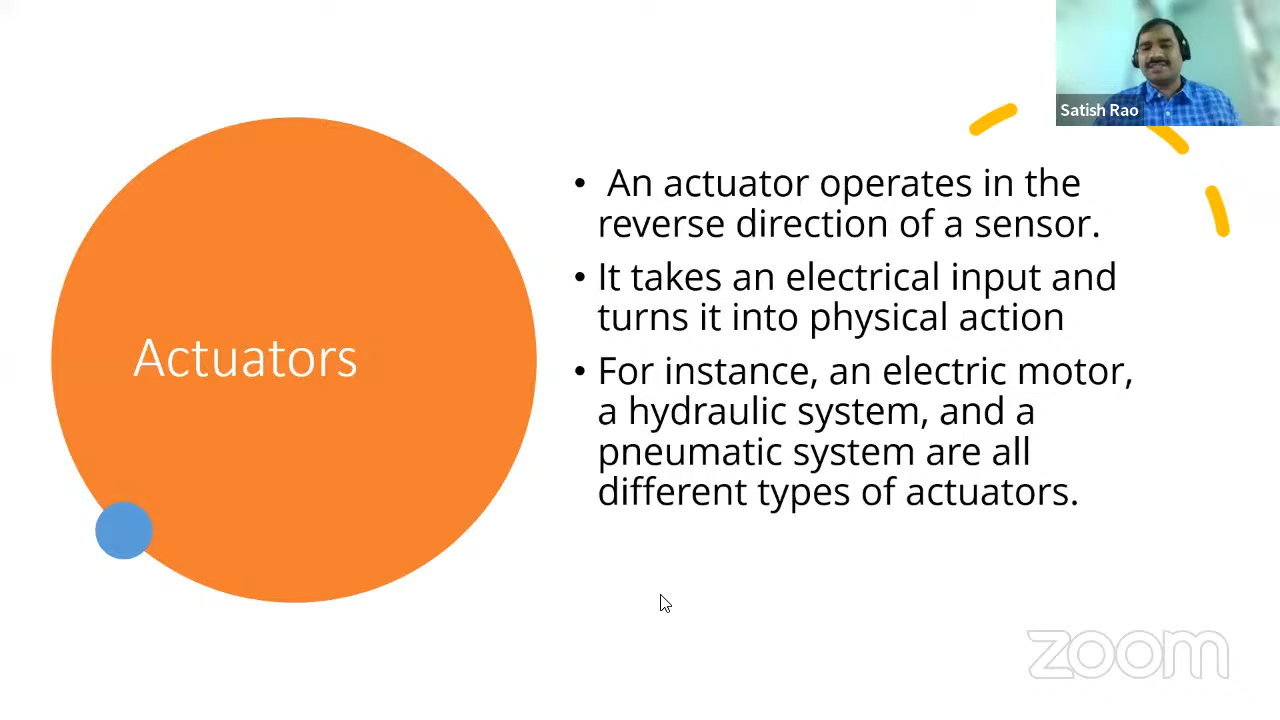 Satish Rao
Actuators
• An actuator operates in the
reverse direction of a sensor.
• It takes an electrical input and
turns it into physical action
• For instance, an electric motor,
a hydraulic system, and a
pneumatic system are all
different types of actuators.
zoom